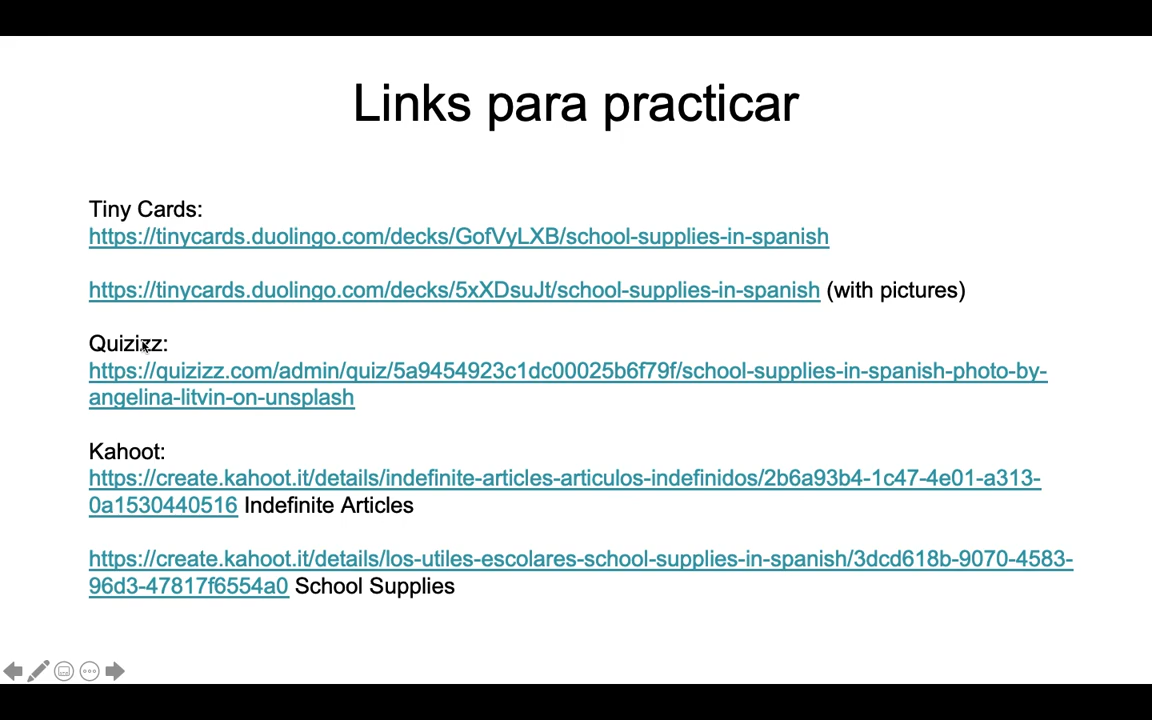 Links para practicar
Tiny Cards:
https://tinycards.duolingo.com/decks/GofVyLXB/school-supplies-in-spanish
https://tinycards.duolingo.com/decks/5xXDsuJt/school-supplies-in-spanish (with pictures)
Quizizz:
https://quizizz.com/admin/quiz/5a9454923c1dc00025b6f79f/school-supplies-in-spanish-photo-by-
angelina-litvin-on-unsplash
Kahoot:
https://create.kahoot.it/details/indefinite-articles-articulos-indefinidos/2b6a93b4-1c47-4e01-a313-
0a1530440516 Indefinite Articles
https://create.kahoot.it/details/los-utiles-escolares-school-supplies-in-spanish/3dcd618b-9070-4583-
96d3-47817f6554a0 School Supplies